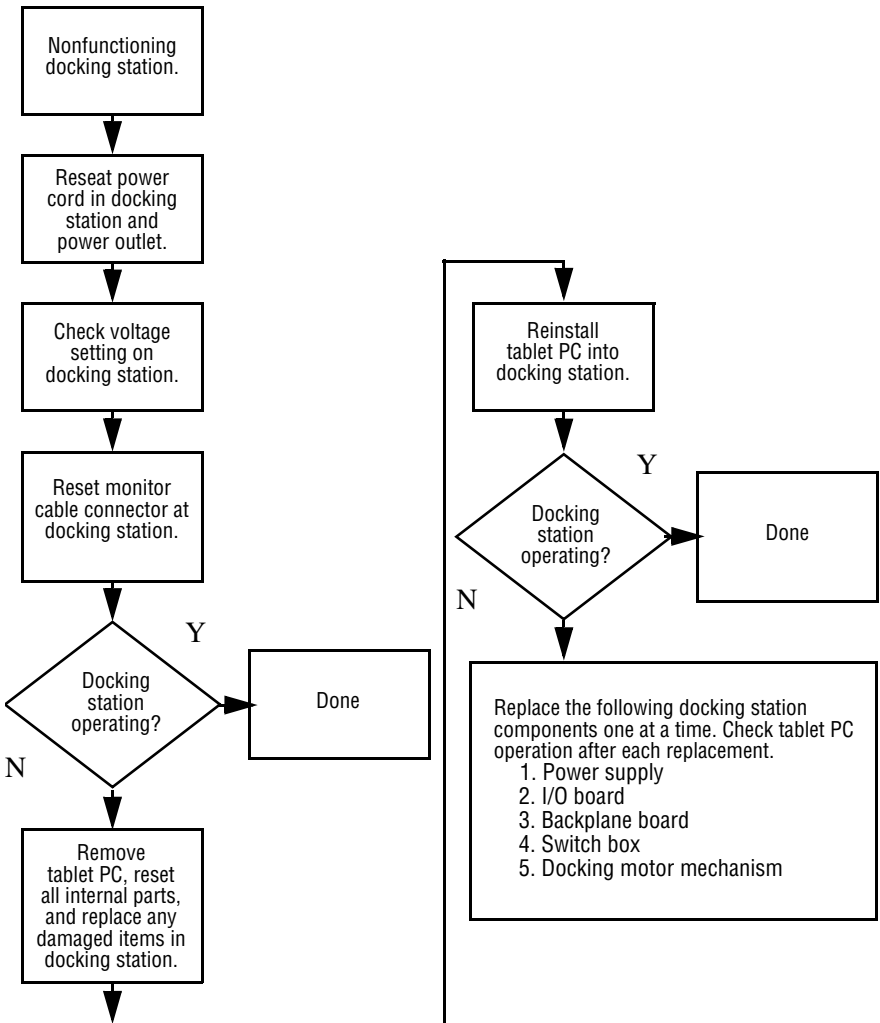 Nonfunctioning
docking station.
Reseat power
cord in docking
station and
power outlet.
Check voltage
setting on
docking station.
Reset monitor
cable connector at
docking station.
Y
Docking
station
operating?
Done
N
Remove
tablet PC, reset
all internal parts,
and replace any
damaged items in
docking station.
Reinstall
tablet PC into
docking station.
Y
Docking
station
operating?
Done
N
Replace the following docking station
components one at a time. Check tablet PC
operation after each replacement.
1. Power supply
2. I/O board
3. Backplane board
4. Switch box
5. Docking motor mechanism